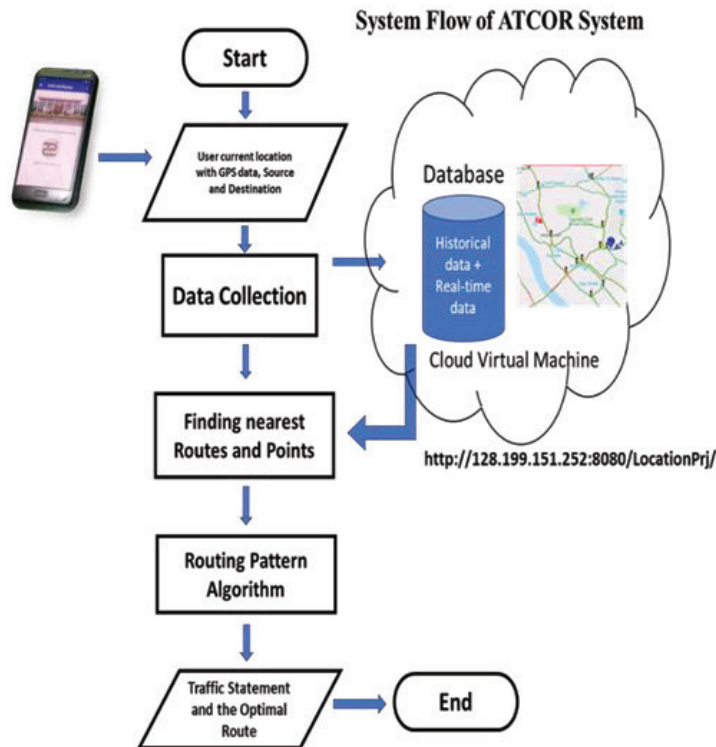 System Flow of ATCOR System
Start
User current location
with GPS data, Source
and Destination
Database
Historical
data +
Real-time
data
Data Collection
Cloud Virtual Machine
Finding nearest
Routes and Points
http://128.199.151.252:8080/LocationPrj/
Routing Pattern
Algorithm
Traffic Statement
and the Optimal
Route
End